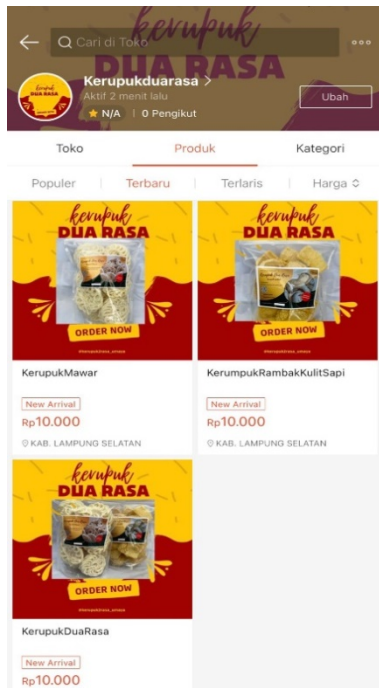 kerupuk
DUA RASA
Cari di Toko
Kerupukduarasa >
Aktif 2 menit lalu
N/A | 0 Pengikut
Ubah
Toko Produk Kategori
Populer Terbaru Terlaris Harga
kerupuk
DUA RASA
ORDER NOW
KerupukMawar
New Arrival
Rp10.000
KAB. LAMPUNG SELATAN
kerupuk
DUA RASA
ORDER NOW
KerumpukRambakKulitSapi
New Arrival
Rp10.000
KAB. LAMPUNG SELATAN
kerupuk
DUA RASA
ORDER NOW
KerupukDuaRasa
New Arrival
Rp10.000